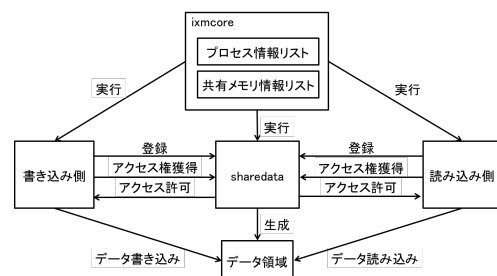 ixmcore
プロセス情報リスト
共有メモリ情報リスト
実行
実行
実行
書き込み側
登録
アクセス権獲得
アクセス許可
sharedata
登録
アクセス権獲得
アクセス許可
読み込み側
生成
データ書き込み
データ領域
データ読み込み